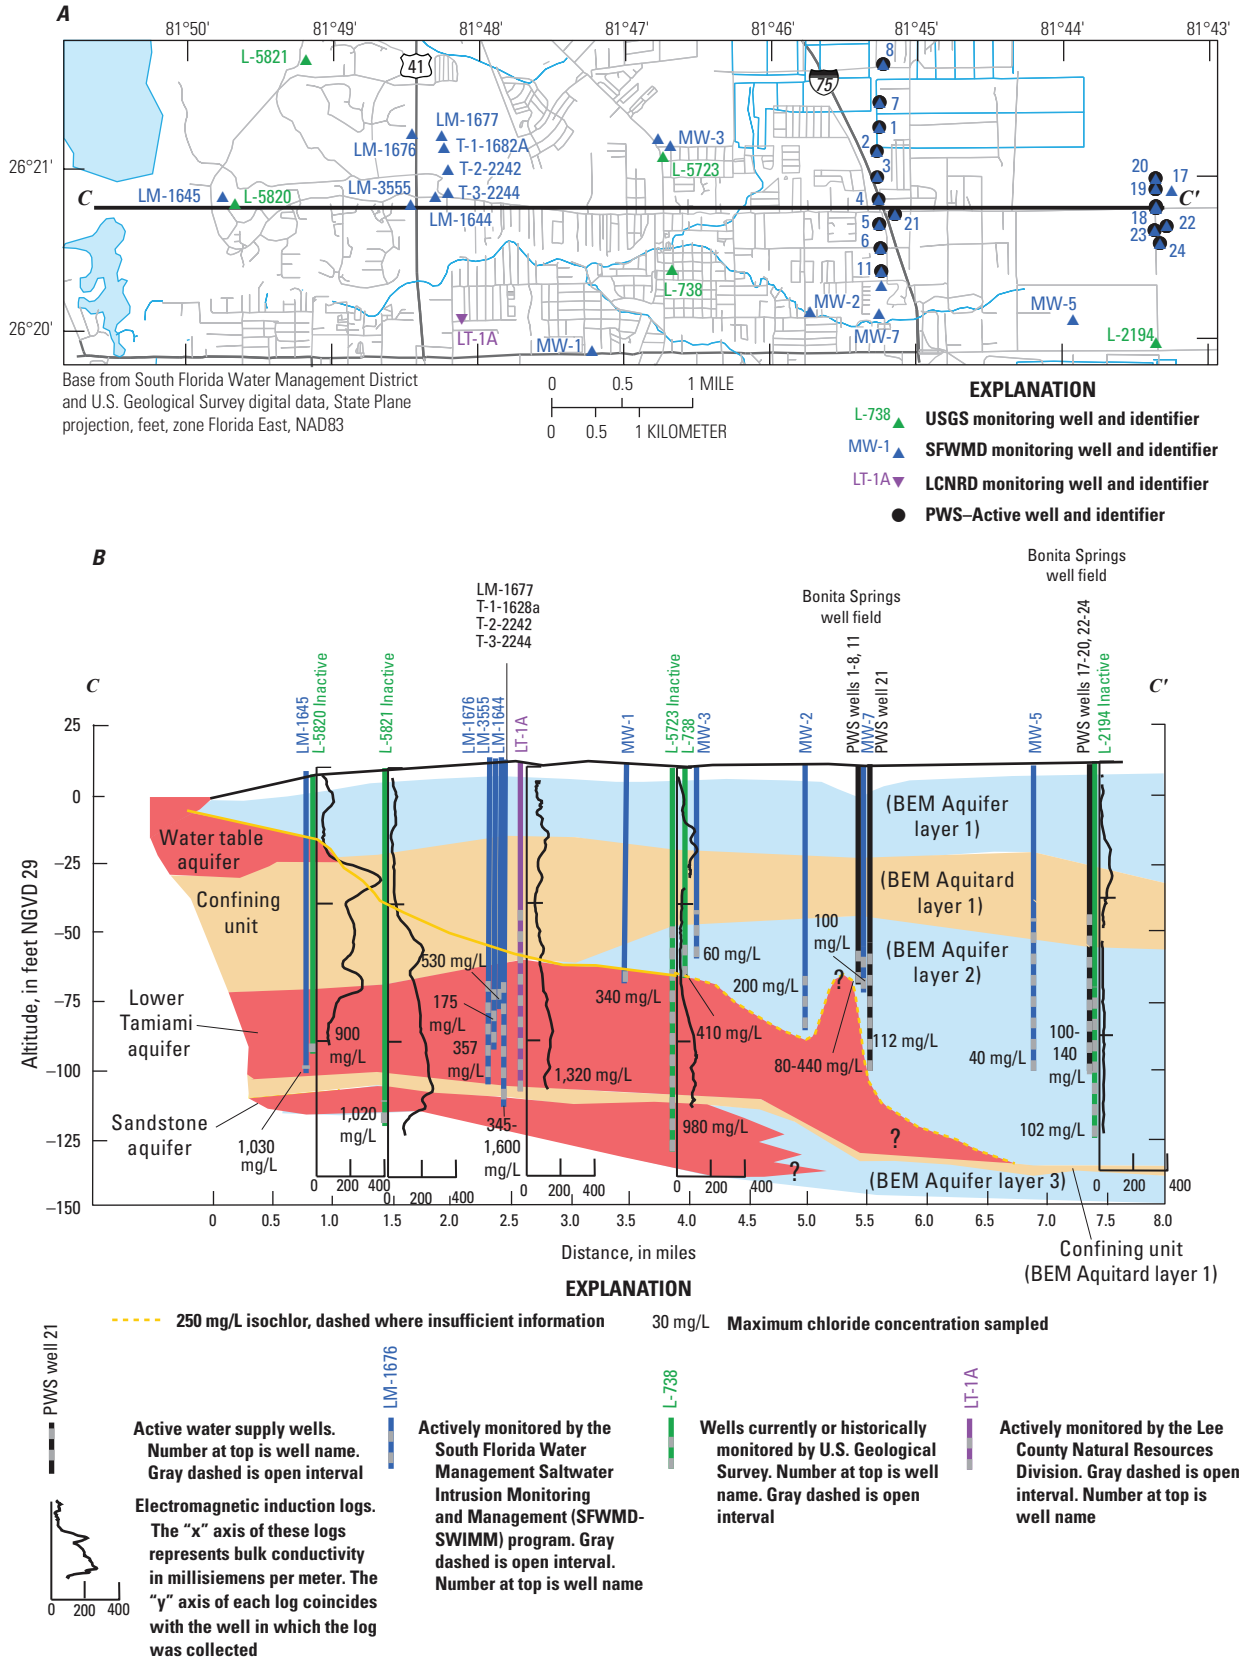 A
81°50'
81°49'
81°48'
81°47'
81°46'
81°45'
81°44'
81°43'
L-5821
41
75
8
7
1
2
3
4
5
6
11
21
LM-1677
LM-1676
T-1-1682A
T-2-2242
LM-3555
T-3-2244
LM-1644
MW-3
L-5723
26°21'
LM-1645
L-5820
C
C'
20
17
19
18
22
23
24
L-738
MW-2
MW-5
26°20'
LT-1A
MW-1
MW-7
L-2194
Base from South Florida Water Management District
and U.S. Geological Survey digital data, State Plane
projection, feet, zone Florida East, NAD83
0 0.5 1 MILE
0 0.5 1 KILOMETER
EXPLANATION
L-738 USGS monitoring well and identifier
MW-1 SFWMD monitoring well and identifier
LT-1A LCNRD monitoring well and identifier
PWS–Active well and identifier
B
Bonita Springs
well field
LM-1677
T-1-1628a
T-2-2242
T-3-2244
Bonita Springs
well field
C
C'
LM-1645
L-5820 Inactive
L-5821 Inactive
LM-1676
LM-3555
LM-1644
LT-1A
MW-1
L-5723 Inactive
L-738
MW-3
MW-2
PWS wells 1-8, 11
MW-7
PWS well 21
MW-5
PWS wells 17-20, 22-24
L-2194 Inactive
Altitude, in feet NGVD 29
25
0
−25
−50
−75
−100
−125
−150
Water table
aquifer
Confining
unit
Lower
Tamiami
aquifer
Sandstone
aquifer
(BEM Aquifer
layer 1)
(BEM Aquitard
layer 1)
(BEM Aquifer
layer 2)
(BEM Aquifer layer 3)
Confining unit
(BEM Aquitard layer 1)
1,030
mg/L
900
mg/L
1,020
mg/L
530 mg/L
175
mg/L
357
mg/L
345-
1,600
mg/L
1,320 mg/L
340 mg/L
60 mg/L
410 mg/L
980 mg/L
200 mg/L
100
mg/L
80-440 mg/L
112 mg/L
40 mg/L
100-
140
mg/L
102 mg/L
?
?
?
0 200 400
0 200 400
0 200 400
0 200 400
0 200 400
0 0.5 1.0 1.5 2.0 2.5 3.0 3.5 4.0 4.5 5.0 5.5 6.0 6.5 7.0 7.5 8.0
Distance, in miles
EXPLANATION
250 mg/L isochlor, dashed where insufficient information
30 mg/L Maximum chloride concentration sampled
PWS well 21
Active water supply wells.
Number at top is well name.
Gray dashed is open interval
0 200 400
Electromagnetic induction logs.
The “x” axis of these logs
represents bulk conductivity
in millisiemens per meter. The
“y” axis of each log coincides
with the well in which the log
was collected
LM-1676
Actively monitored by the
South Florida Water
Management Saltwater
Intrusion Monitoring
and Management (SFWMD-
SWIMM) program. Gray
dashed is open interval.
Number at top is well name
L-738
Wells currently or historically
monitored by U.S. Geological
Survey. Number at top is well
name. Gray dashed is open
interval
LT-1A
Actively monitored by the Lee
County Natural Resources
Division. Gray dashed is open
interval. Number at top is
well name